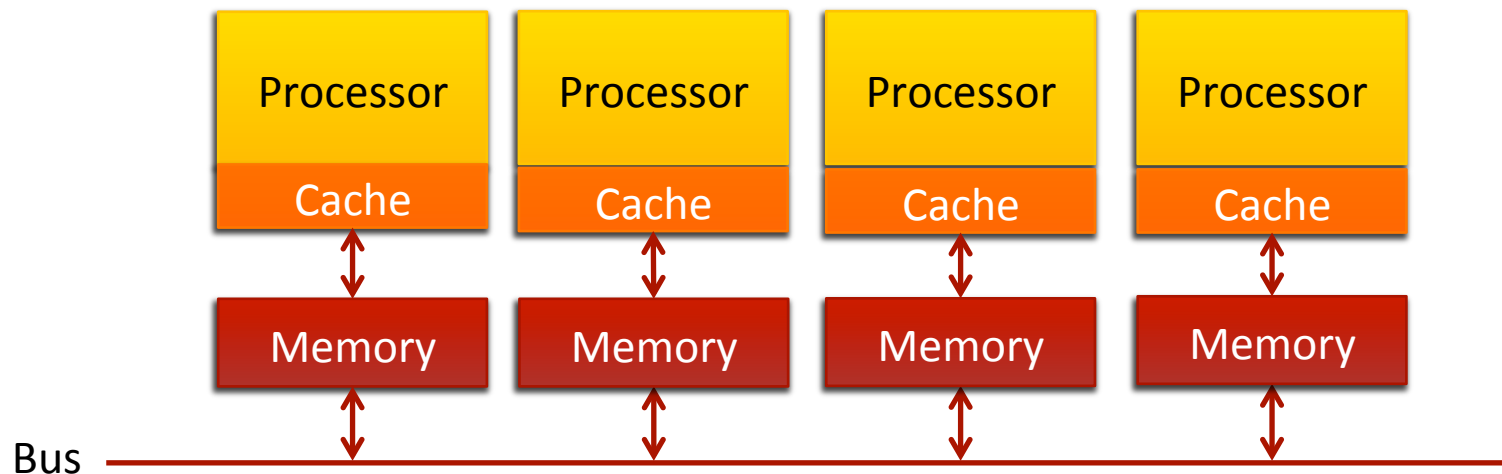 Processor Processor Processor Processor
Cache Cache Cache Cache
Memory Memory Memory Memory
Bus